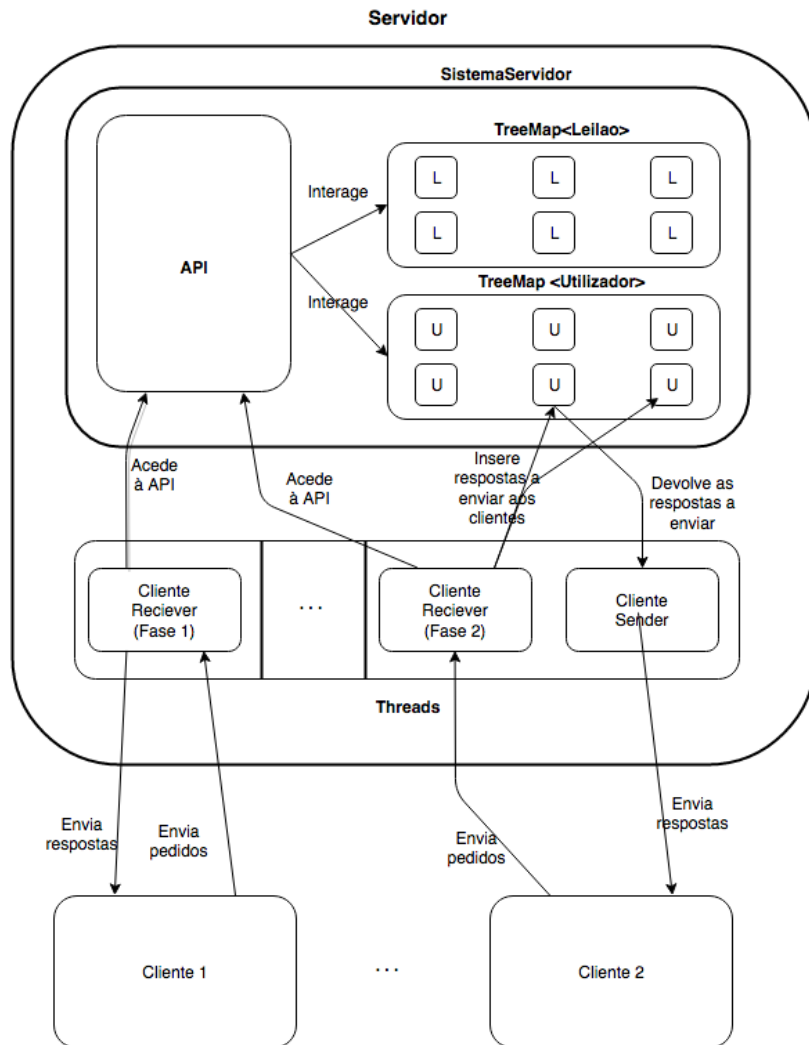 Servidor
SistemaServidor
API
Interage
Interage
TreeMap<Leilao>
L
L
L
L
L
L
TreeMap <Utilizador>
U
U
U
U
U
U
Acede
à API
Acede
à API
Insere
respostas a
enviar aos
clientes
Devolve as
respostas a
enviar
Cliente
Reciever
(Fase 1)
...
Cliente
Reciever
(Fase 2)
Cliente
Sender
Threads
Envia
respostas
Envia
pedidos
Envia
pedidos
Envia
respostas
Cliente 1
...
Cliente 2